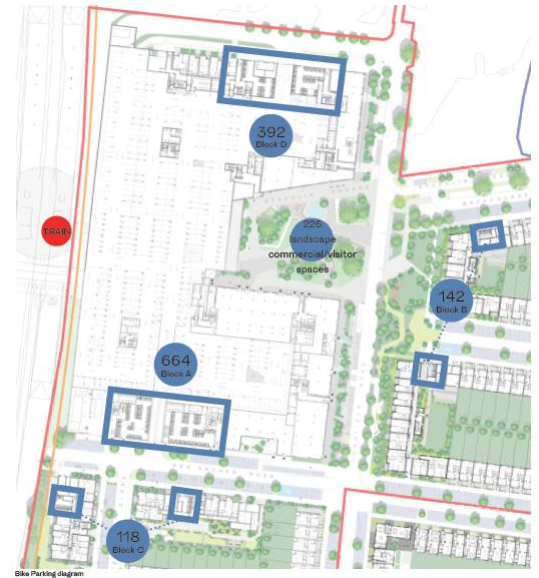 392
Block D
TRAIN
226
landscape
commercial/visitor
spaces
142
Block B
664
Block A
118
Block C
Bike Parking diagram